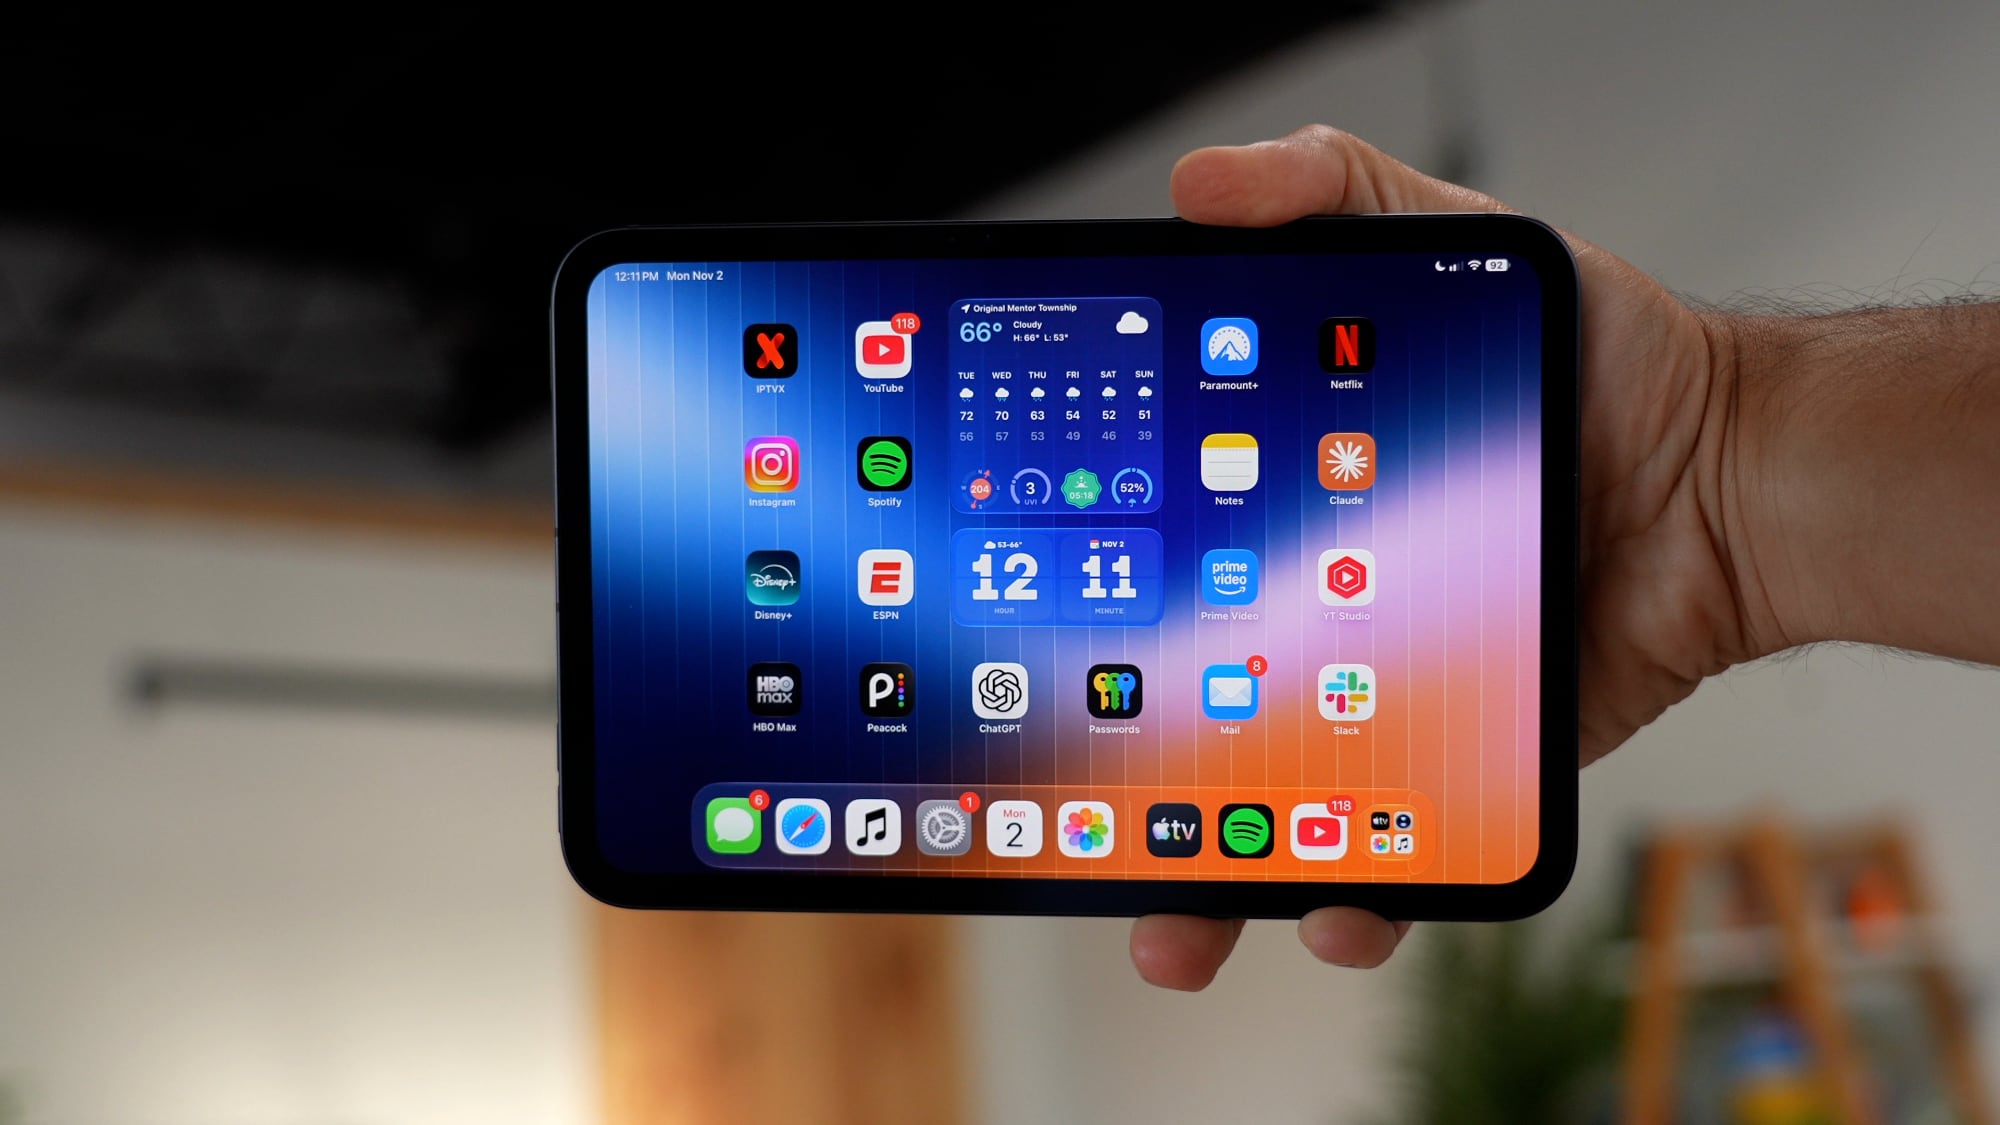 12:11 PM Mon Nov 2
92
IPTVX
118
YouTube
Original Mentor Township
66°
Cloudy
H: 66° L: 53°
TUE WED THU FRI SAT SUN
72 70 63 54 52 51
56 57 53 49 46 39
N
W 204 E
S
3
UVI
05:18
52%
Paramount+
N
Netflix
Instagram
Spotify
Notes
Claude
53-66°
12
HOUR
NOV 2
11
MINUTE
Disney+
Disney+
E
ESPN
prime
video
Prime Video
YT Studio
HBO
max
HBO Max
P
Peacock
ChatGPT
Passwords
8
Mail
Slack
6
1
Mon
2
tv
118
tv